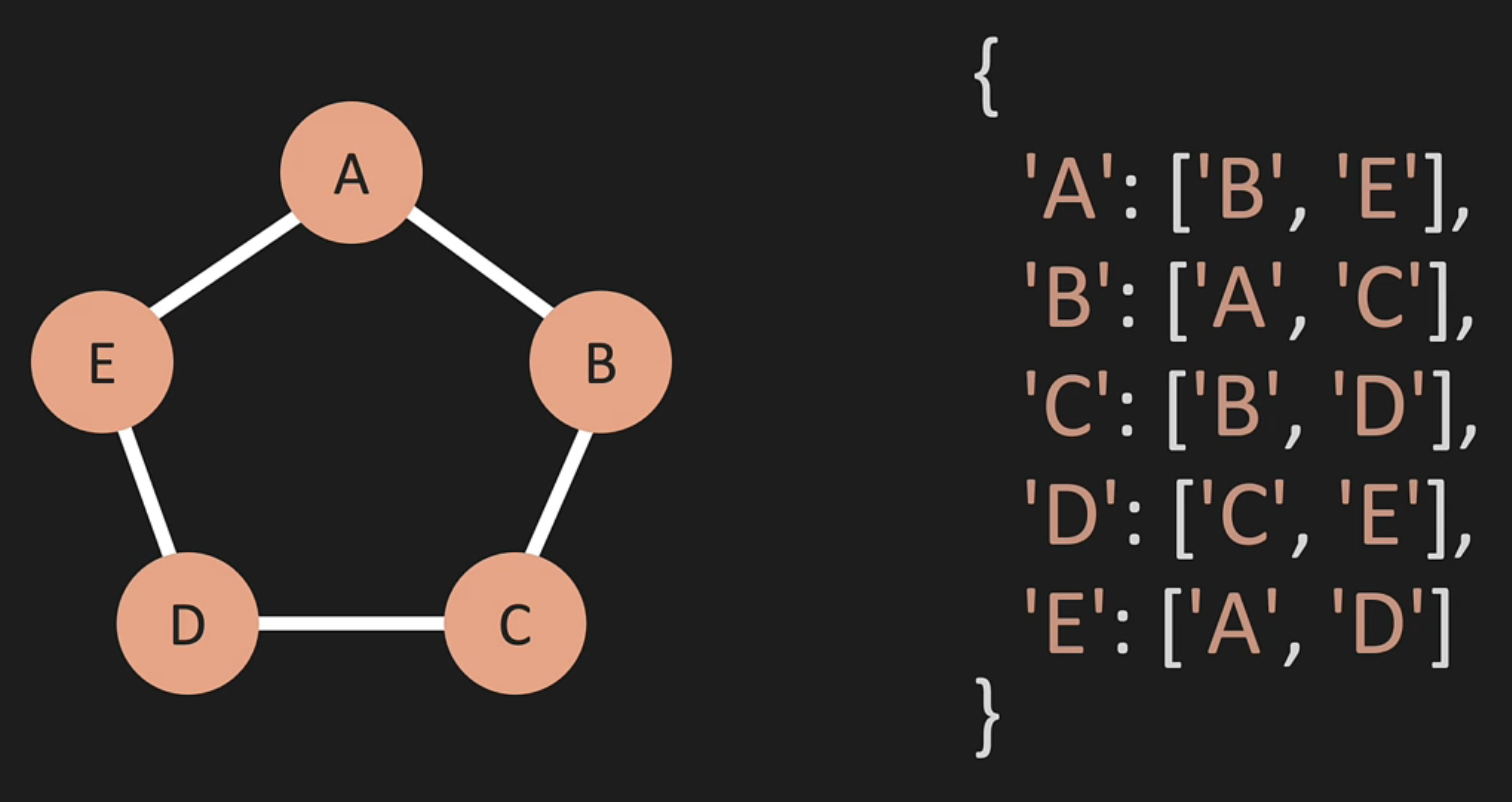 A
E
B
D
C
{
'A': ['B', 'E'],
'B': ['A', 'C'],
'C': ['B', 'D'],
'D': ['C', 'E'],
'E': ['A', 'D']
}